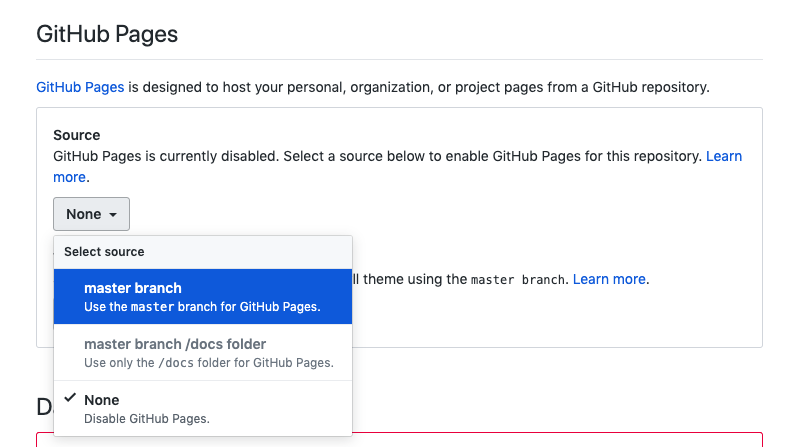 GitHub Pages
GitHub Pages is designed to host your personal, organization, or project pages from a GitHub repository.
Source
GitHub Pages is currently disabled. Select a source below to enable GitHub Pages for this repository. Learn
more.
None
Select source
master branch
Use the master branch for GitHub Pages.
theme using the master branch. Learn more.
master branch /docs folder
Use only the /docs folder for GitHub Pages.
None
Disable GitHub Pages.